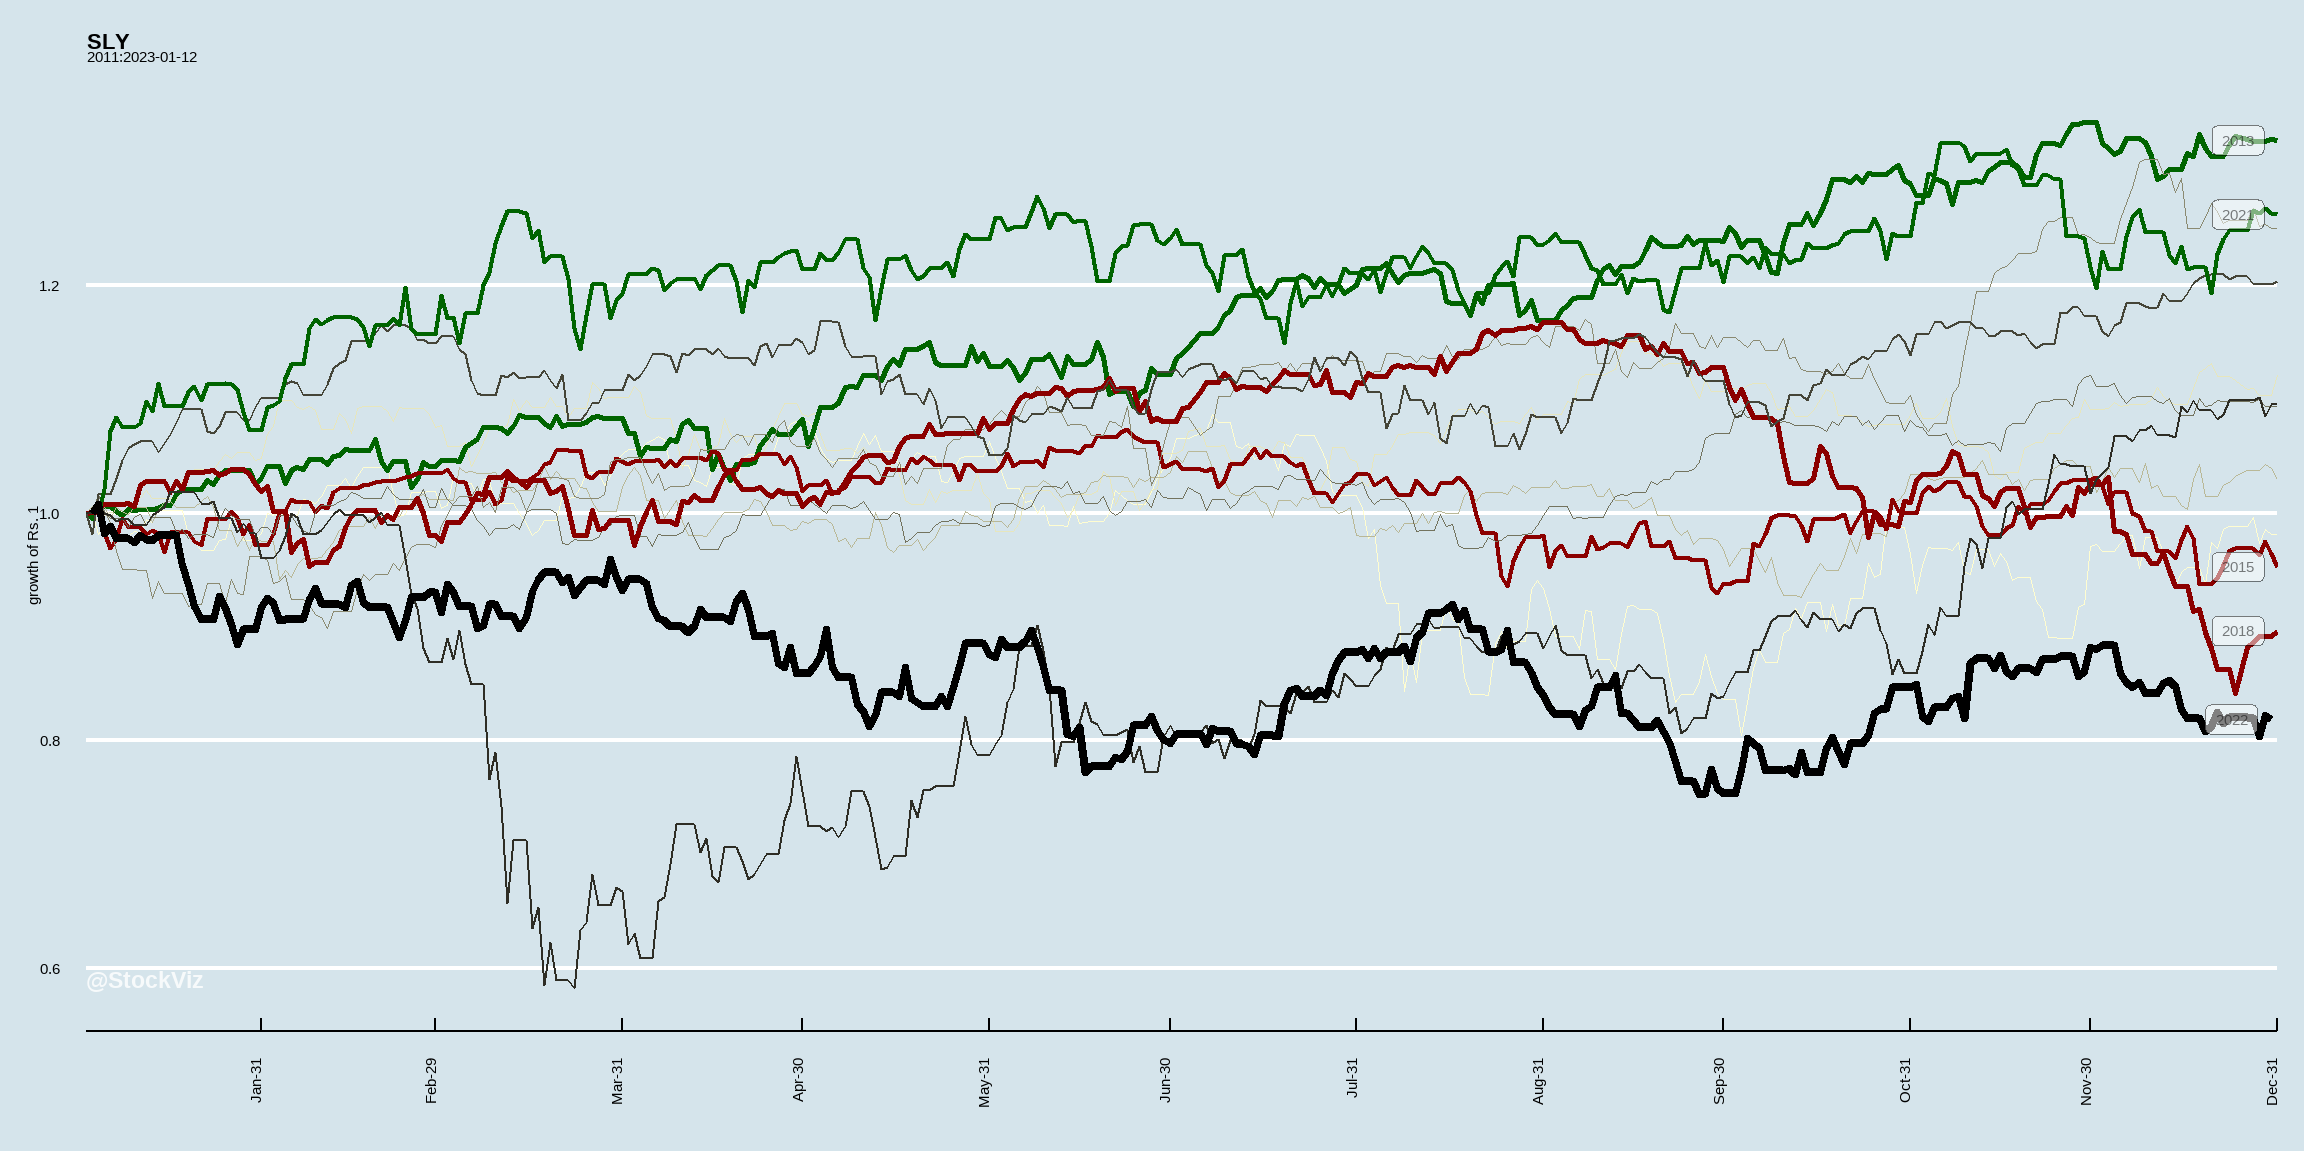 SLY
2011:2023-01-12
growth of Rs. 1
1.2
1.0
0.8
0.6
2013
2021
2015
2018
2022
@StockViz
Jan-31
Feb-29
Mar-31
Apr-30
May-31
Jun-30
Jul-31
Aug-31
Sep-30
Oct-31
Nov-30
Dec-31